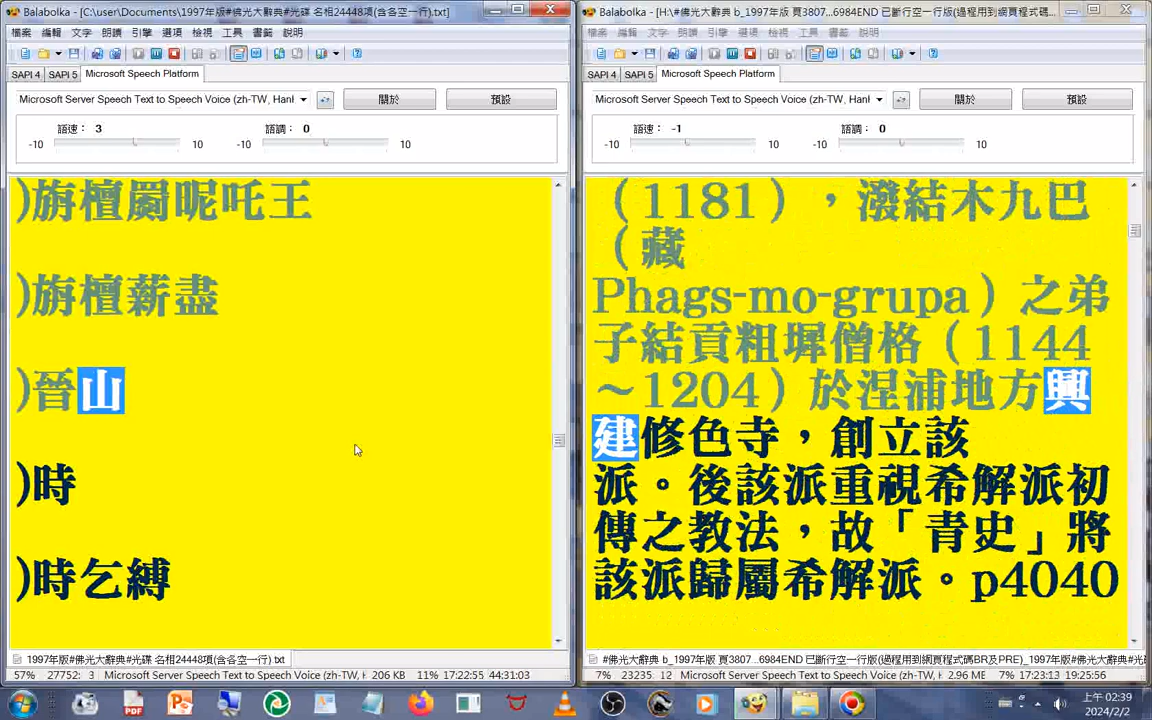 Balabolka - [C:\user\Documents\1997年版#佛光大辭典#光碟 名相24448項(含各空一行).txt]
檔案 編輯 文字 朗讀 引擎 選項 檢視 工具 書籤 說明
SAPI 4 SAPI 5 Microsoft Speech Platform
Microsoft Server Speech Text to Speech Voice (zh-TW, Hanl
關於 預設
語速： 3 語調： 0
-10 10 -10 10
)旃檀罽昵吒王
)旃檀薪盡
)晉山
)時
)時乞縛
1997年版#佛光大辭典#光碟 名相24448項(含各空一行).txt
57% 27752: 3 Microsoft Server Speech Text to Speech Voice (zh-TW, H 206 KB 11% 17:22:55 44:31:03
Balabolka - [H:\#佛光大辭典 b_1997年版 頁3807...6984END 已斷行空一行版(過程用到網頁程式碼...
檔案 編輯 文字 朗讀 引擎 選項 檢視 工具 書籤 說明
SAPI 4 SAPI 5 Microsoft Speech Platform
Microsoft Server Speech Text to Speech Voice (zh-TW, Hanl
關於 預設
語速： -1 語調： 0
-10 10 -10 10
（1181），潑結木九巴
（藏
Phags-mo-grupa）之弟
子結貢粗墀僧格（1144
～1204）於涅浦地方興
建修色寺，創立該
派。後該派重視希解派初
傳之教法，故「青史」將
該派歸屬希解派。p4040
#佛光大辭典 b_1997年版 頁3807...6984END 已斷行空一行版(過程用到網頁程式碼BR及PRE)_1997年版#光
7% 23235: 12 Microsoft Server Speech Text to Speech Voice (zh-TW, H 2.96 ME 7% 17:23:13 19:25:56
上午 02:39
2024/2/2